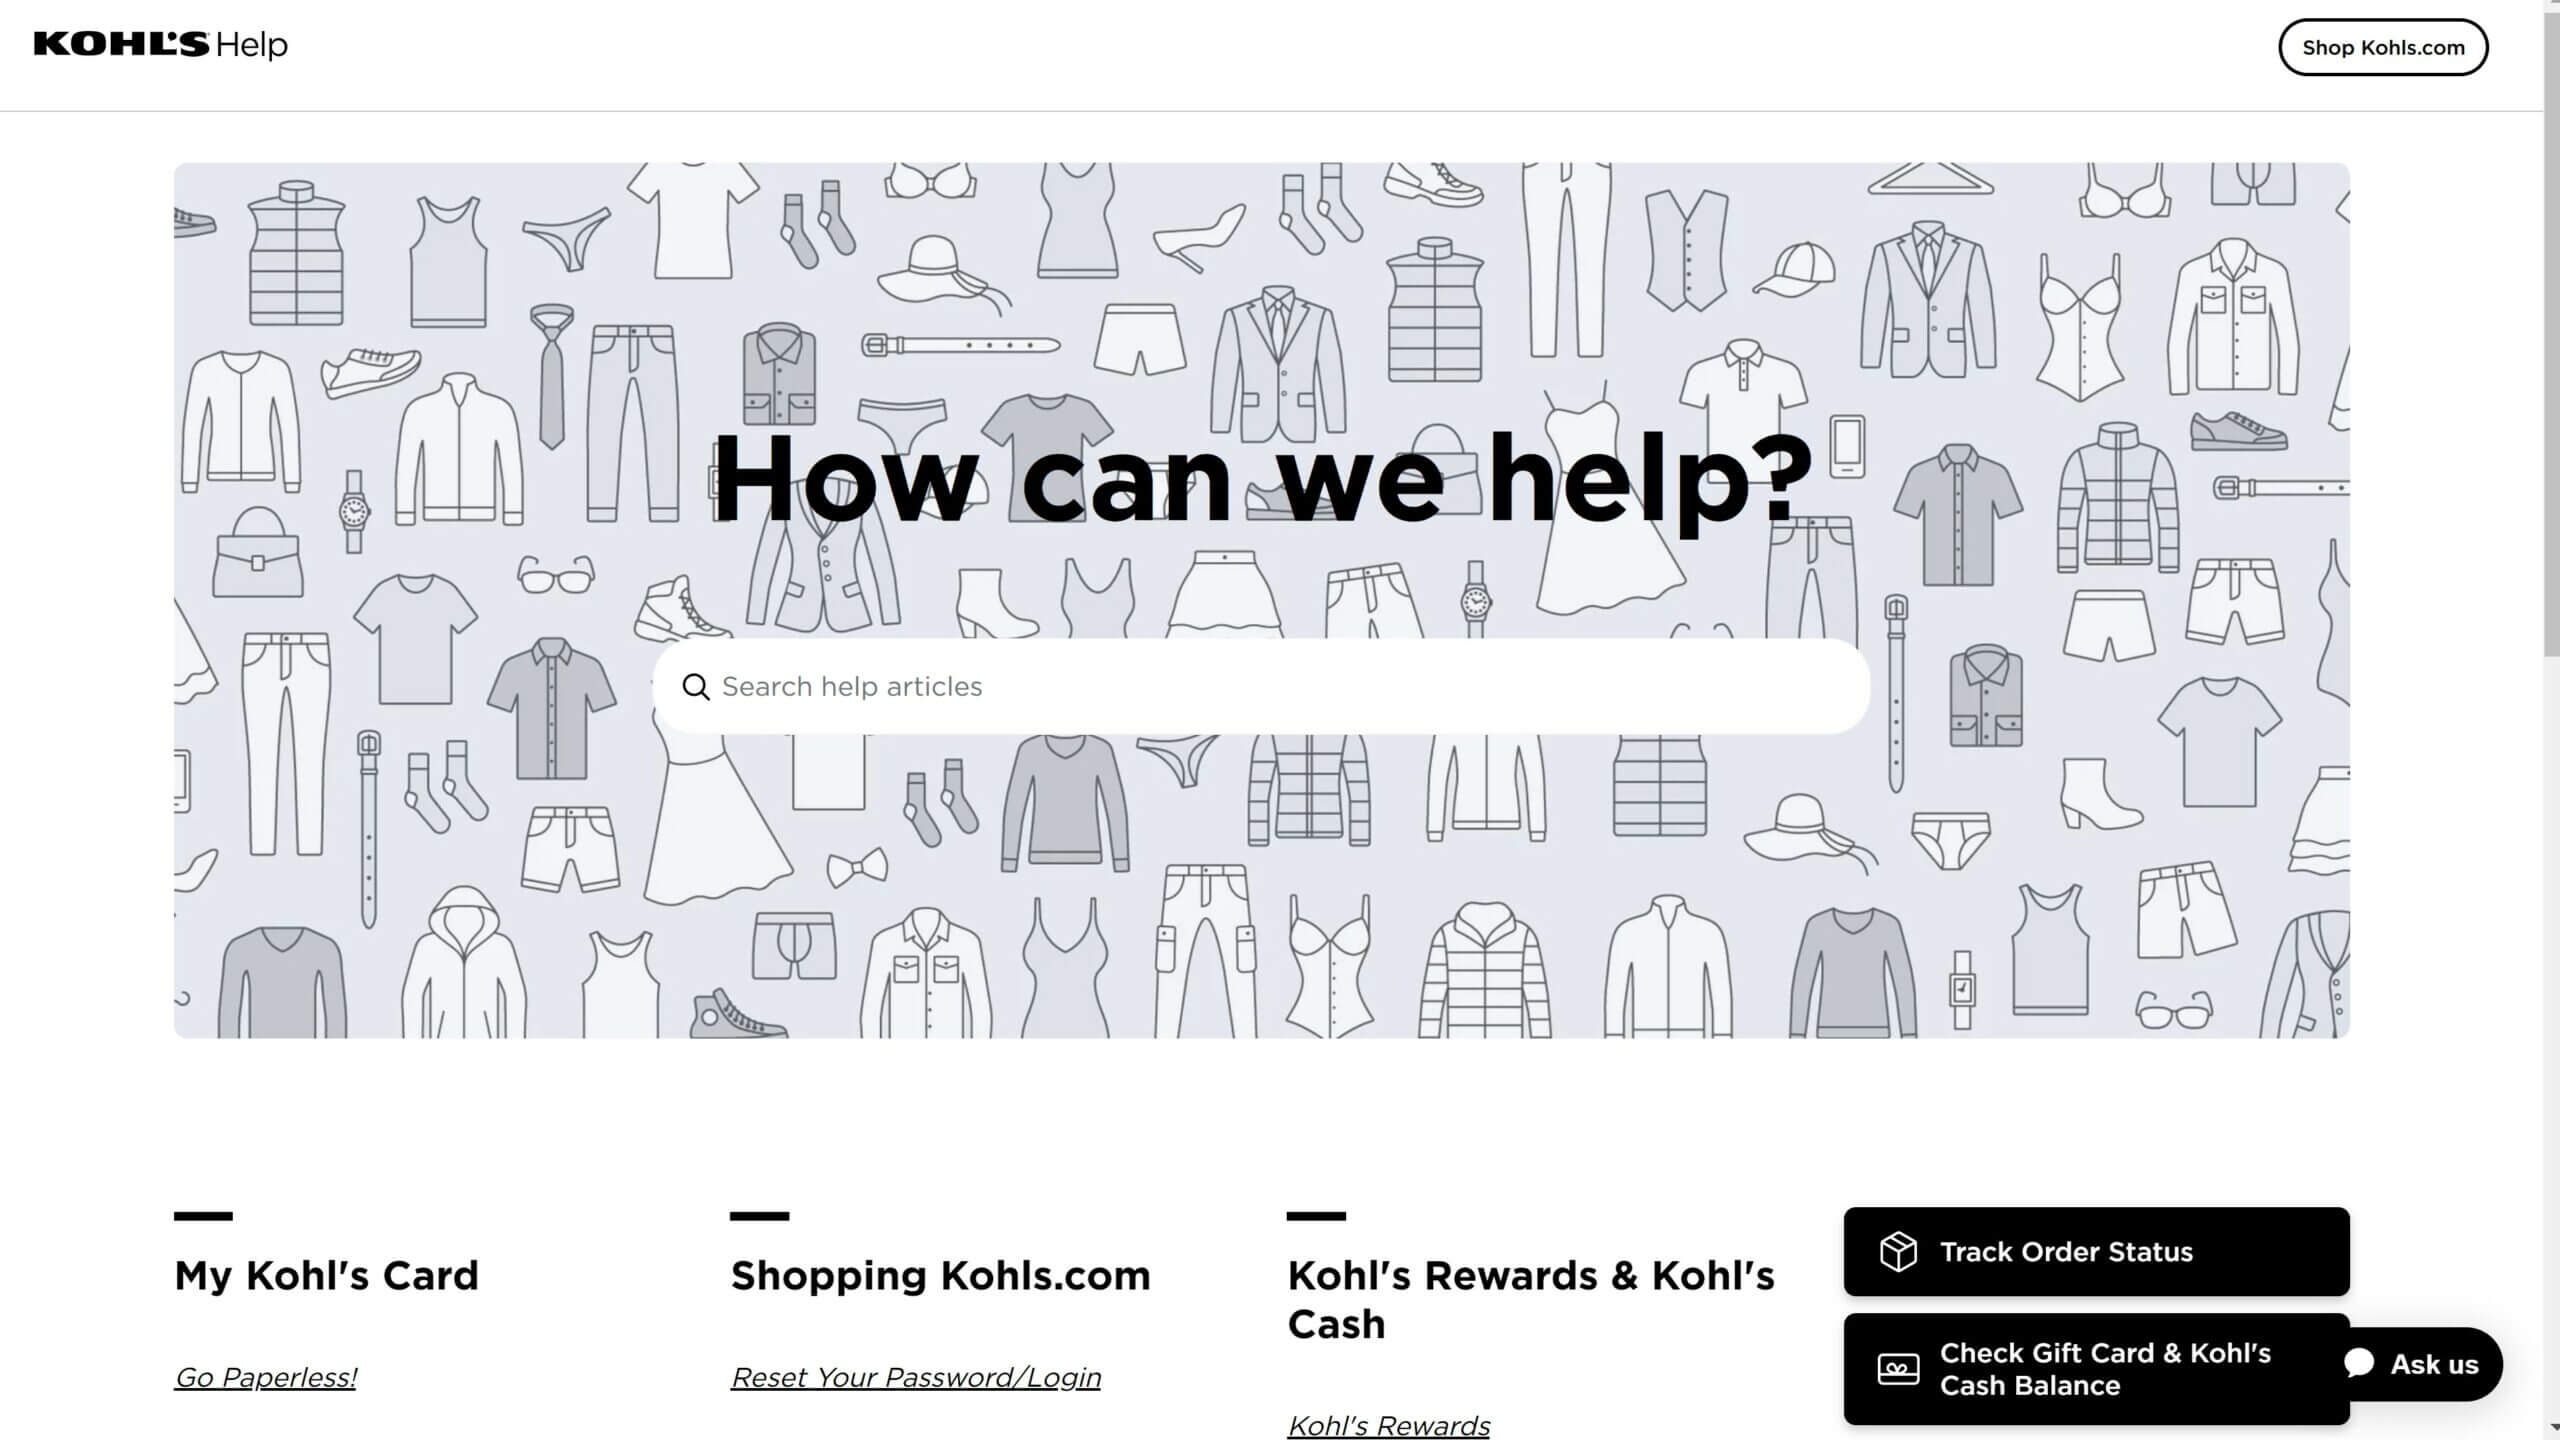 KOHL'S Help
Shop Kohls.com
How can we help?
Search help articles
My Kohl's Card
Go Paperless!
Shopping Kohls.com
Reset Your Password/Login
Kohl's Rewards & Kohl's
Cash
Kohl's Rewards
Track Order Status
Check Gift Card & Kohl's
Cash Balance
Ask us